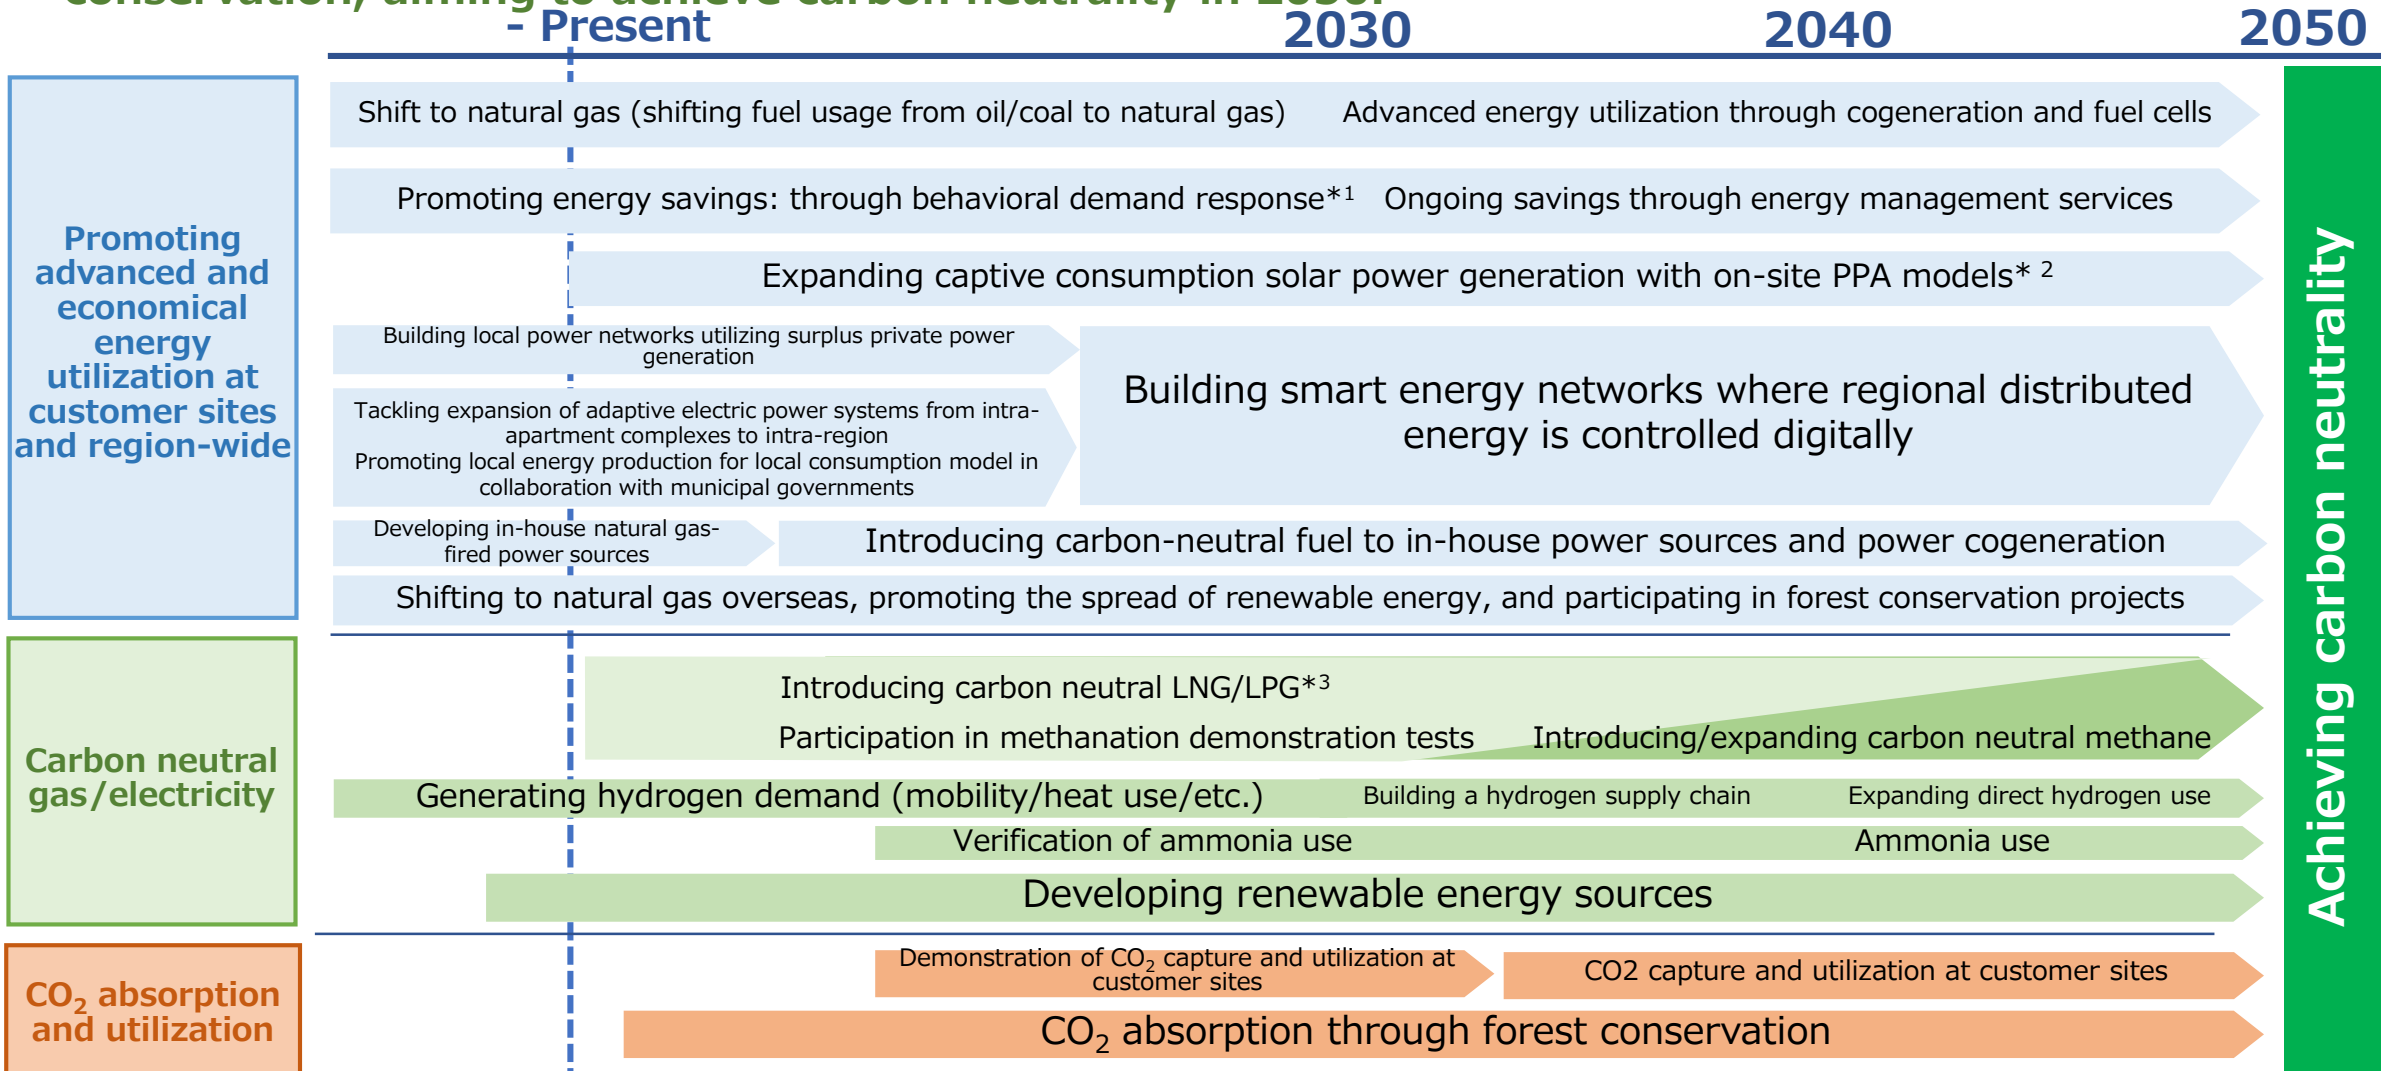 conservation, aiming to achieve carbon neutrality in 2050.
- Present
2030
2040
2050
Promoting
advanced and
economical
energy
utilization at
customer sites
and region-wide
Shift to natural gas (shifting fuel usage from oil/coal to natural gas)
Advanced energy utilization through cogeneration and fuel cells
Promoting energy savings: through behavioral demand response*1
Ongoing savings through energy management services
Expanding captive consumption solar power generation with on-site PPA models* 2
Building local power networks utilizing surplus private power
generation
Tackling expansion of adaptive electric power systems from intra-
apartment complexes to intra-region
Promoting local energy production for local consumption model in
collaboration with municipal governments
Building smart energy networks where regional distributed
energy is controlled digitally
Developing in-house natural gas-
fired power sources
Introducing carbon-neutral fuel to in-house power sources and power cogeneration
Shifting to natural gas overseas, promoting the spread of renewable energy, and participating in forest conservation projects
Carbon neutral
gas/electricity
Introducing carbon neutral LNG/LPG*3
Participation in methanation demonstration tests
Introducing/expanding carbon neutral methane
Generating hydrogen demand (mobility/heat use/etc.)
Building a hydrogen supply chain
Expanding direct hydrogen use
Verification of ammonia use
Ammonia use
Developing renewable energy sources
CO2 absorption
and utilization
Demonstration of CO2 capture and utilization at
customer sites
CO2 capture and utilization at customer sites
CO2 absorption through forest conservation
Achieving carbon neutrality